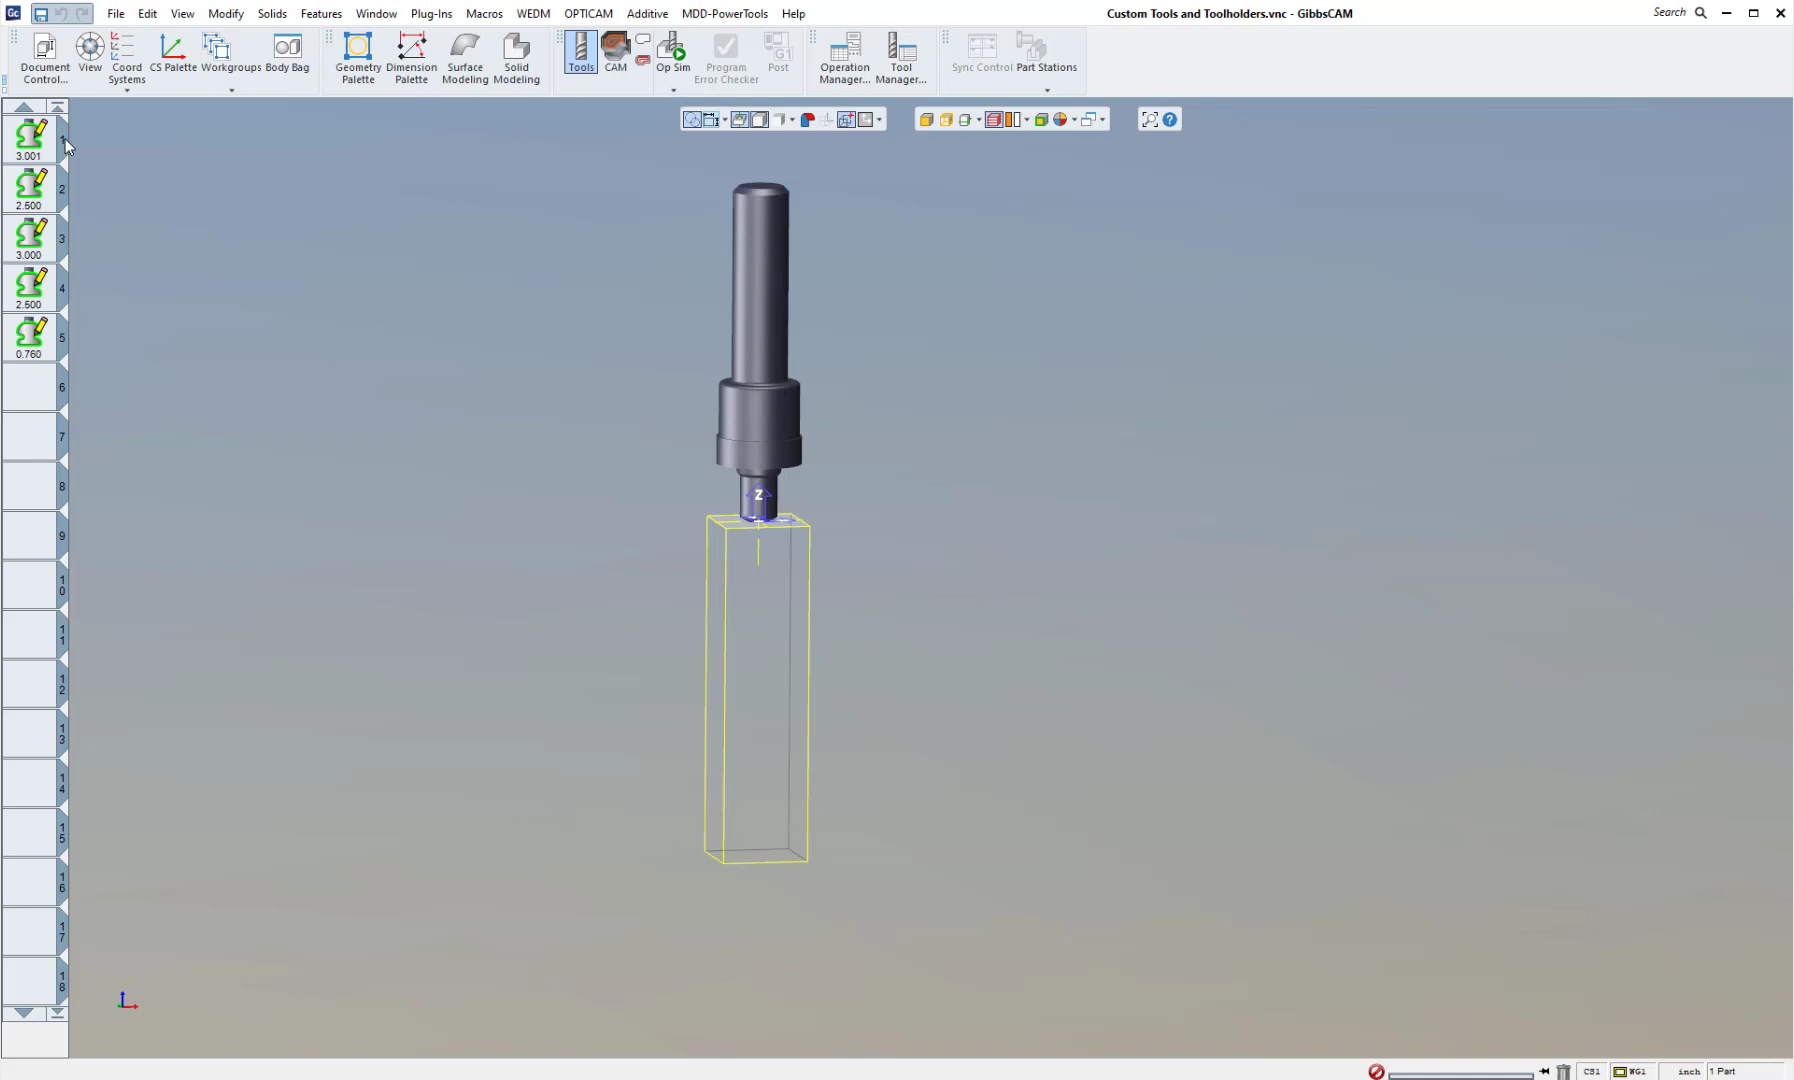 Gc File Edit View Modify Solids Features Window Plug-Ins Macros WEDM OPTICAM Additive MDD-PowerTools Help Custom Tools and Toolholders.vnc - GibbsCAM Search
Document Control...
View
Coord Systems
CS Palette
Workgroups
Body Bag
Geometry Palette
Dimension Palette
Surface Modeling
Solid Modeling
Tools
CAM
Op Sim
Program Error Checker
G1
Post
Operation Manager...
Tool Manager...
Sync Control
Part Stations
1
3.001
2
2.500
3
3.000
4
2.500
5
0.760
6
7
8
9
10
11
12
13
14
15
16
17
18
Z
CS1 WG1 inch 1 Part